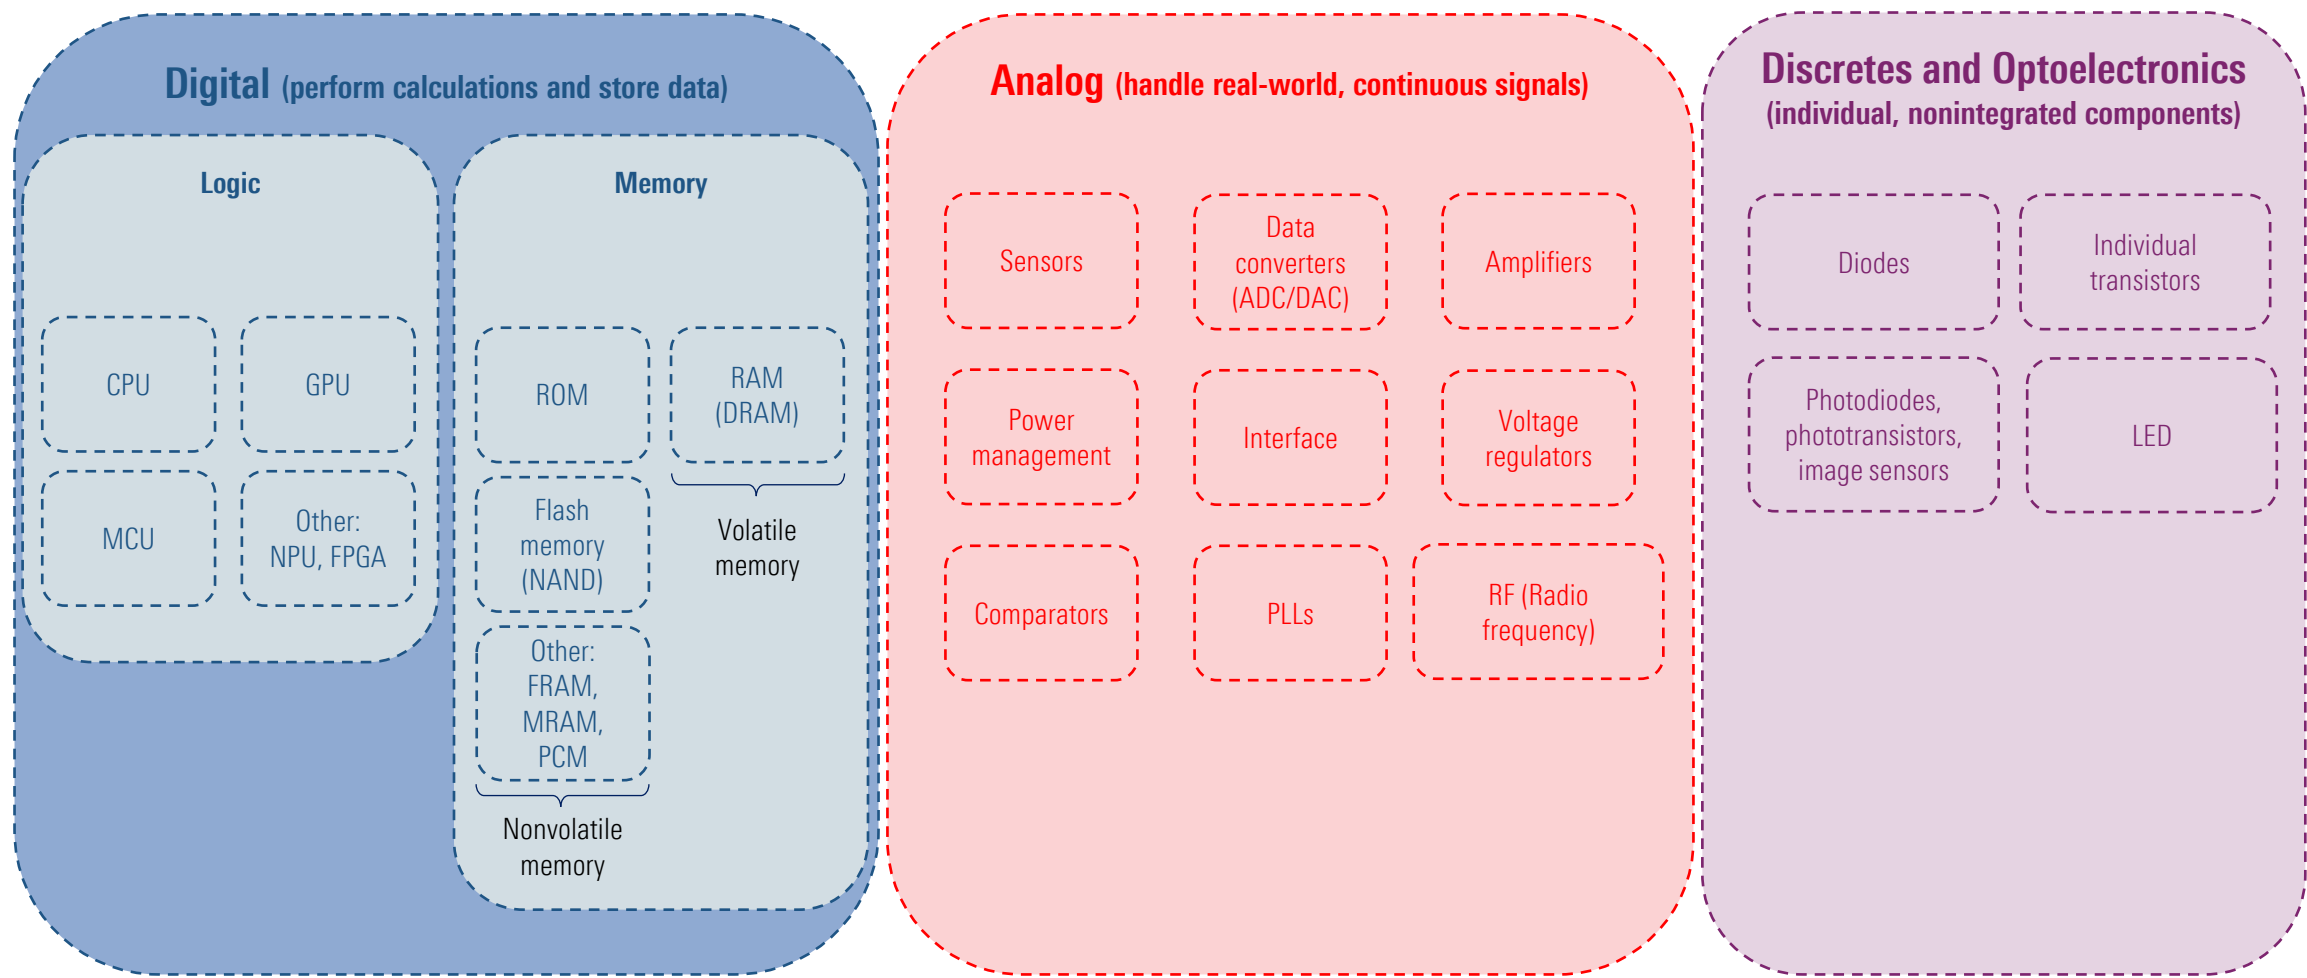 Digital (perform calculations and store data)
Logic
CPU
GPU
MCU
Other:
NPU, FPGA
Memory
ROM
RAM
(DRAM)
Volatile
memory
Flash
memory
(NAND)
Other:
FRAM,
MRAM,
PCM
Nonvolatile
memory
Analog (handle real-world, continuous signals)
Sensors
Data
converters
(ADC/DAC)
Amplifiers
Power
management
Interface
Voltage
regulators
Comparators
PLLs
RF (Radio
frequency)
Discretes and Optoelectronics
(individual, nonintegrated components)
Diodes
Individual
transistors
Photodiodes,
phototransistors,
image sensors
LED